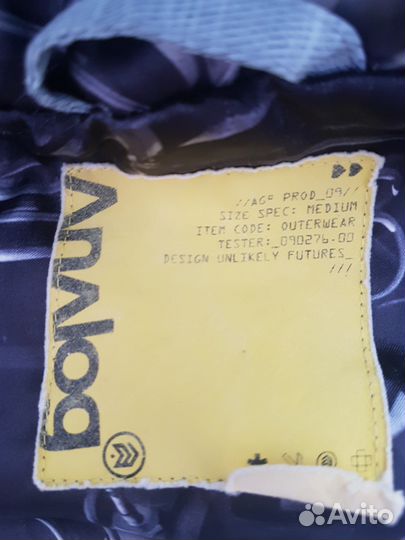 analog
//AG° PROD_09//
SIZE SPEC: MEDIUM
ITEM CODE: OUTERWEAR
TESTER:_090276-00
DESIGN UNLIKELY FUTURES_
///
Avito